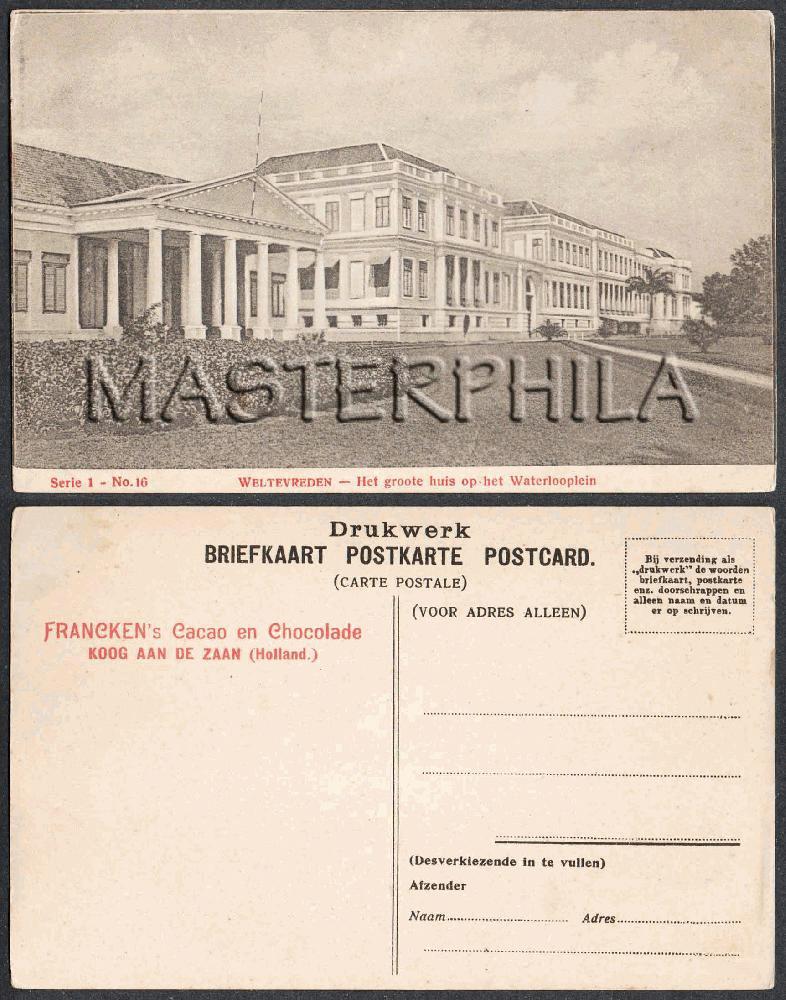 MASTERPHILA
Serie 1 - No. 16
WELTEVREDEN — Het groote huis op het Waterlooplein
Drukwerk
BRIEFKAART POSTKARTE POSTCARD.
(CARTE POSTALE)
Bij verzending als
„drukwerk" de woorden
briefkaart, postkarte
enz. doorschrappen en
alleen naam en datum
er op schrijven.
(VOOR ADRES ALLEEN)
FRANCKEN's Cacao en Chocolade
KOOG AAN DE ZAAN (Holland.)
(Desverkiezende in te vullen)
Afzender
Naam
Adres